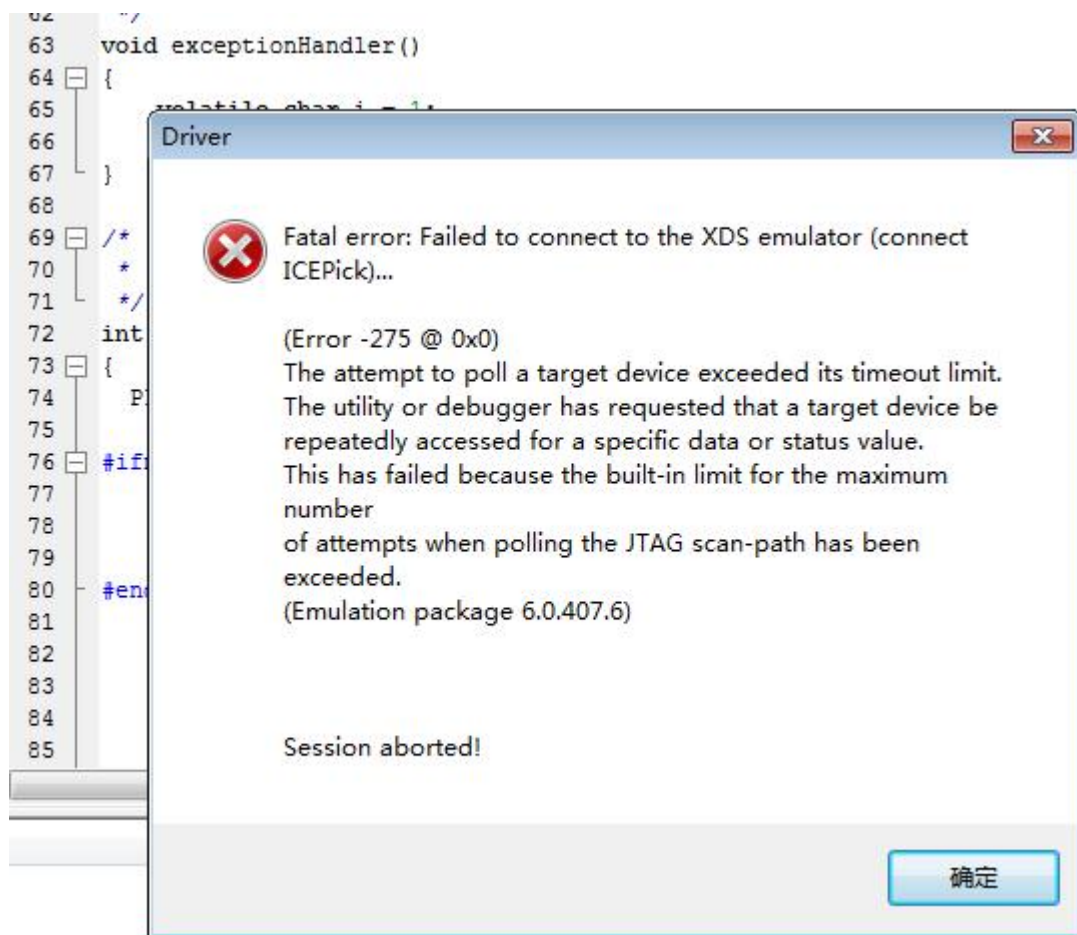 62 */
63 void exceptionHandler()
64 {
65 volatile char i = 1;
66
67 }
68
69 /*
70 *
71 */
72 int
73 {
74
75
76
77
78
79
80
81
82
83
84
85
Driver
Fatal error: Failed to connect to the XDS emulator (connect
ICEPick)...
(Error -275 @ 0x0)
The attempt to poll a target device exceeded its timeout limit.
The utility or debugger has requested that a target device be
repeatedly accessed for a specific data or status value.
This has failed because the built-in limit for the maximum
number
of attempts when polling the JTAG scan-path has been
exceeded.
(Emulation package 6.0.407.6)
Session aborted!
确定